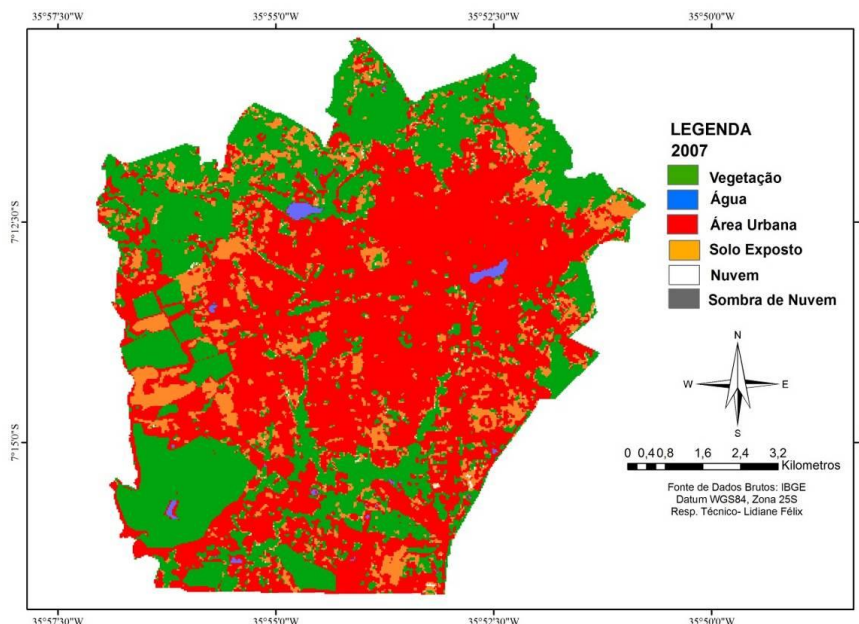 35°57'30"W 35°55'0"W 35°52'30"W 35°50'0"W
7°12'30"S
7°15'0"S
LEGENDA
2007
Vegetação
Água
Área Urbana
Solo Exposto
Nuvem
Sombra de Nuvem
N
W E
S
0 0,4 0,8 1,6 2,4 3,2
Kilometros
Fonte de Dados Brutos: IBGE
Datum WGS84, Zona 25S
Resp. Técnico- Lidiane Félix
35°57'30"W 35°55'0"W 35°52'30"W 35°50'0"W